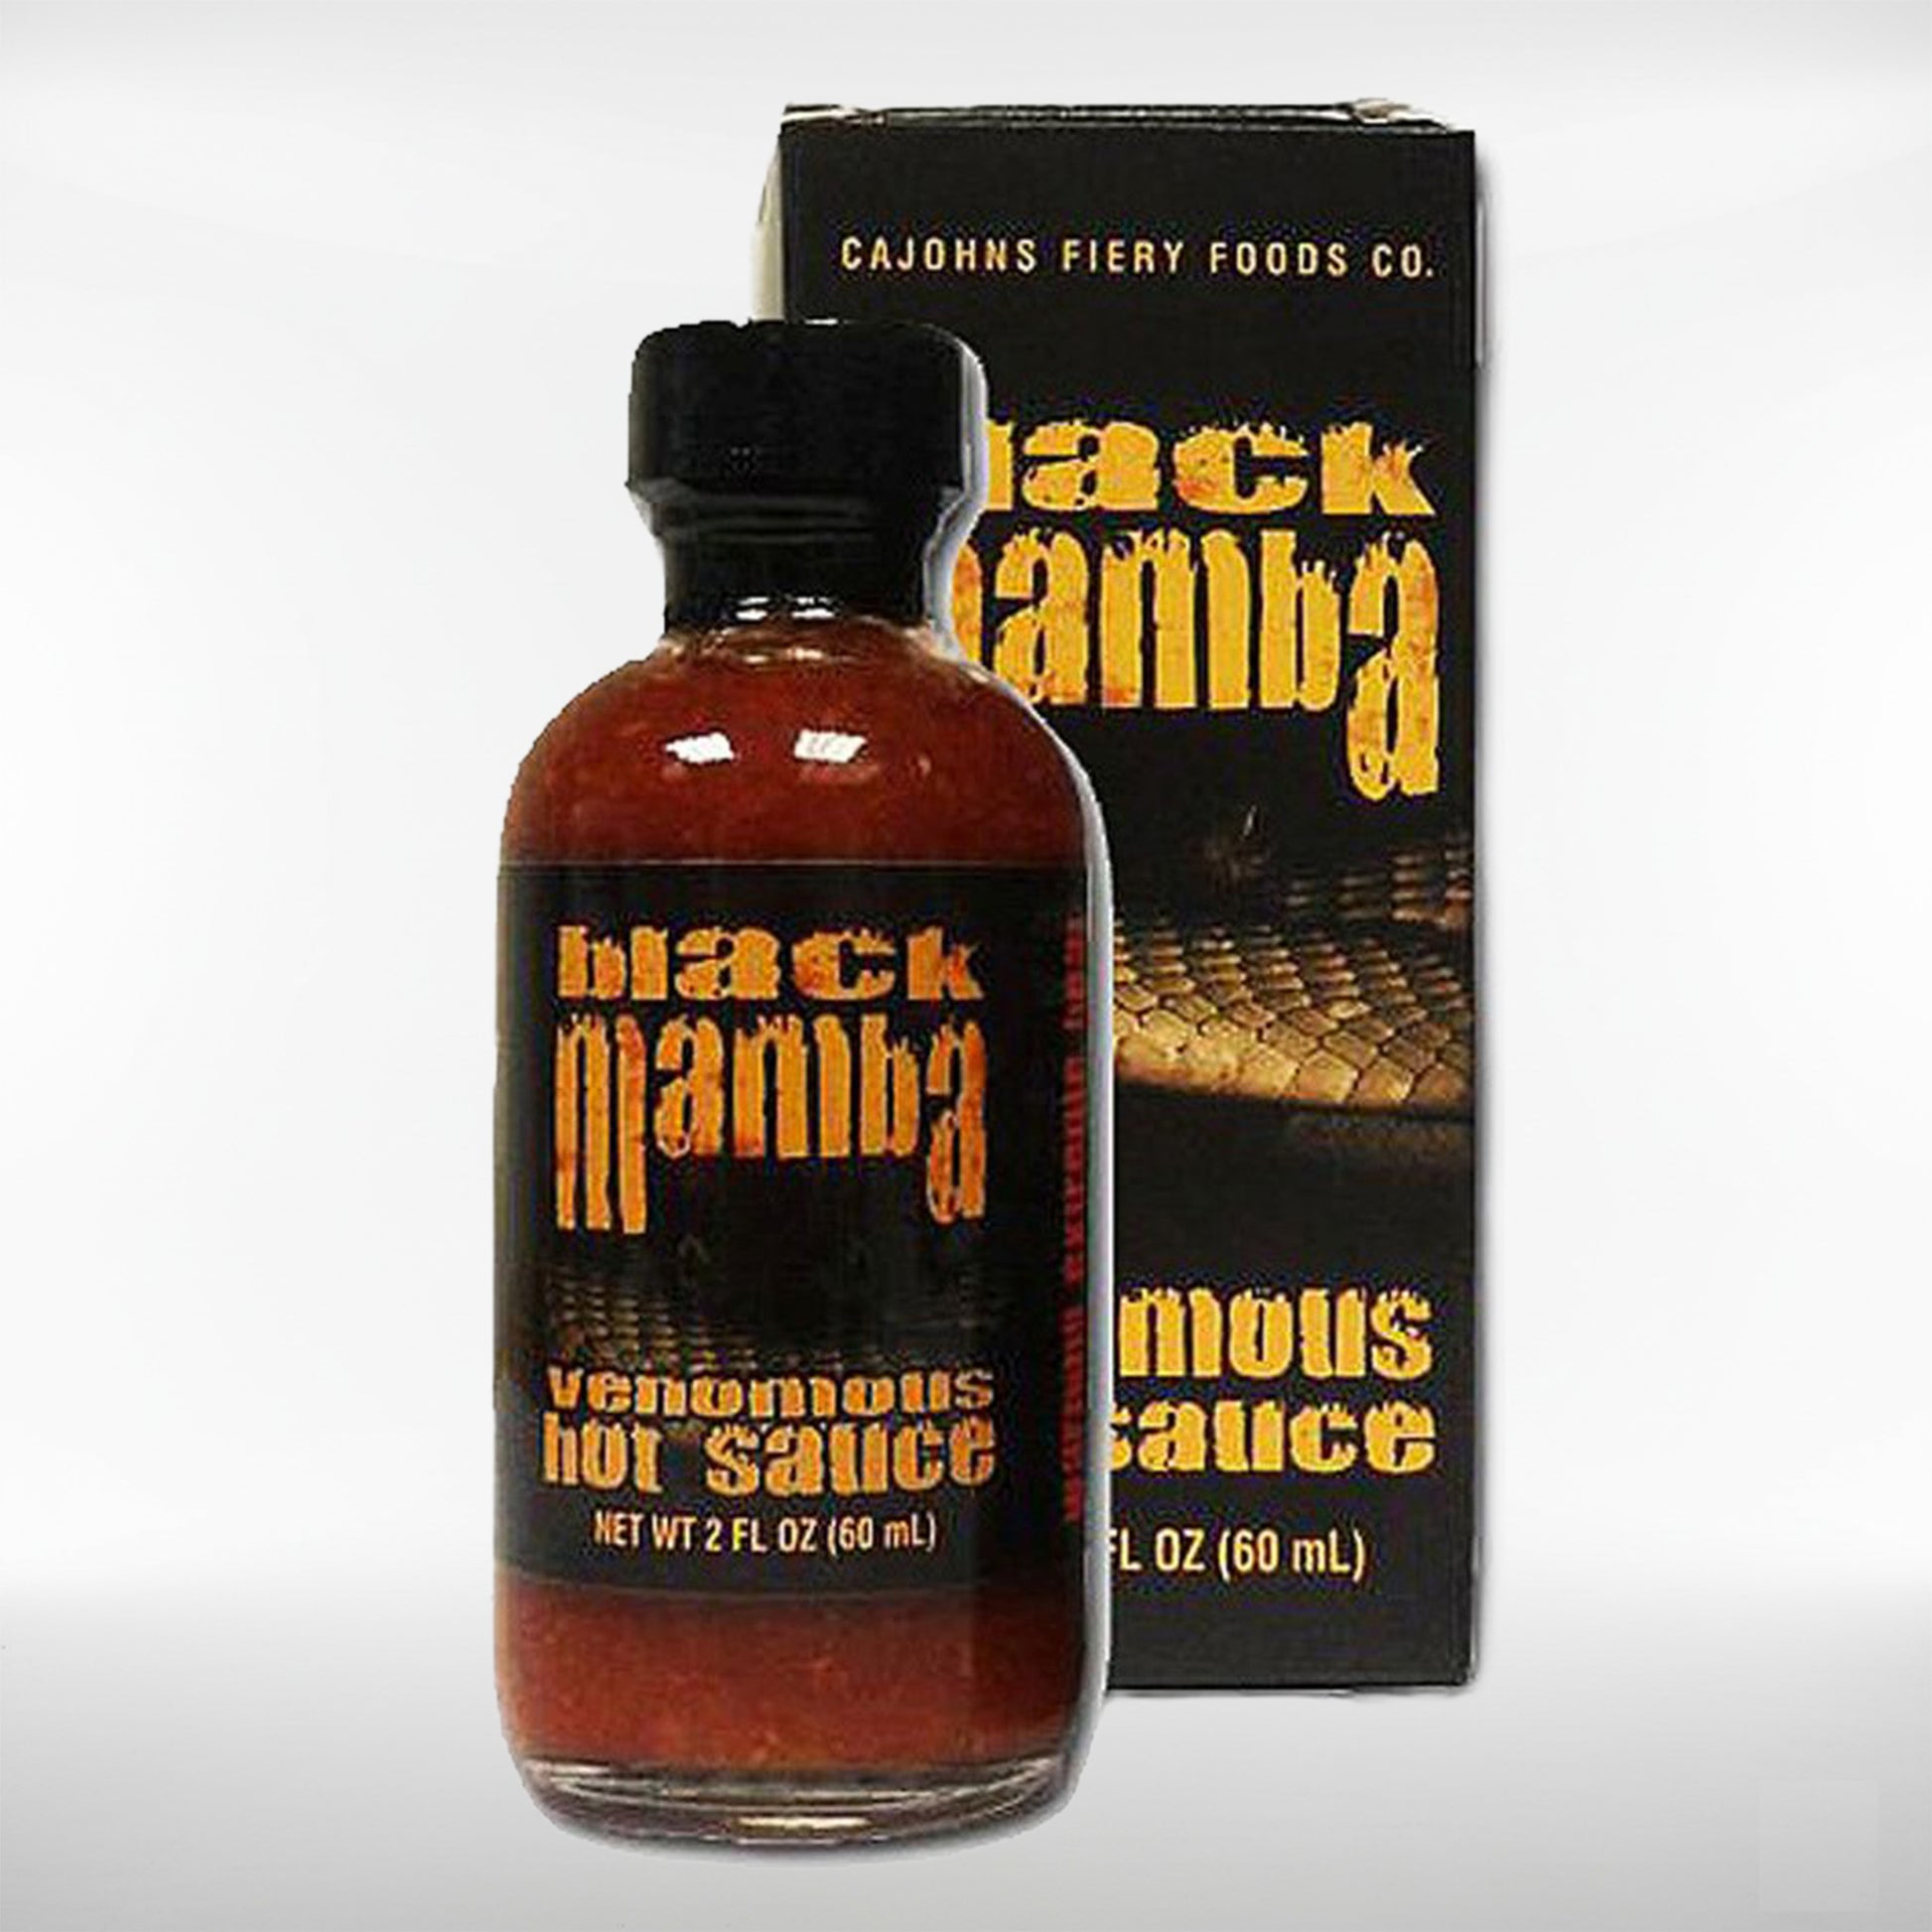 CAJOHNS FIERY FOODS CO.
black
mamba
venomous
hot sauce
NET WT 2 FL OZ (60 mL)
mous
sauce
FL OZ (60 mL)